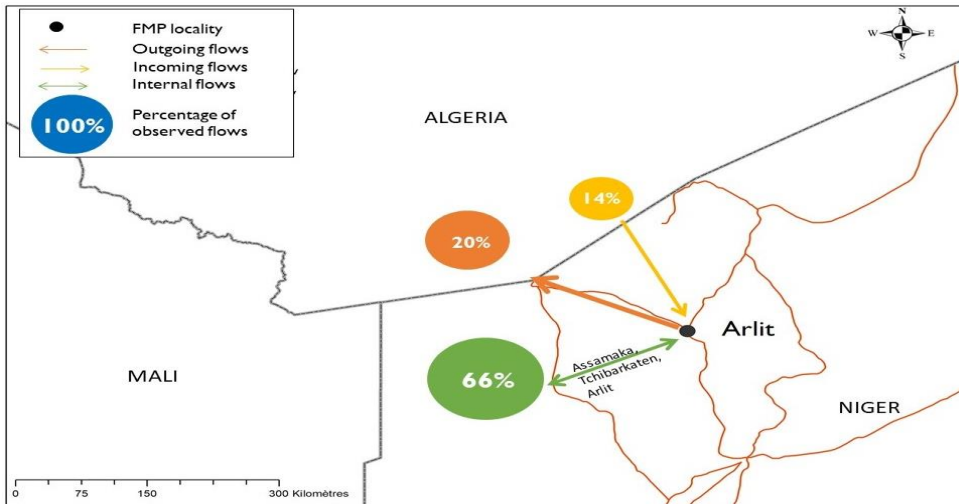 FMP locality
Outgoing flows
Incoming flows
Internal flows
100%
Percentage of
observed flows
N
W
E
S
ALGERIA
14%
20%
Arlit
Assamaka,
Tchibarkaten,
Arlit
66%
MALI
NIGER
0 75 150 300 Kilomètres